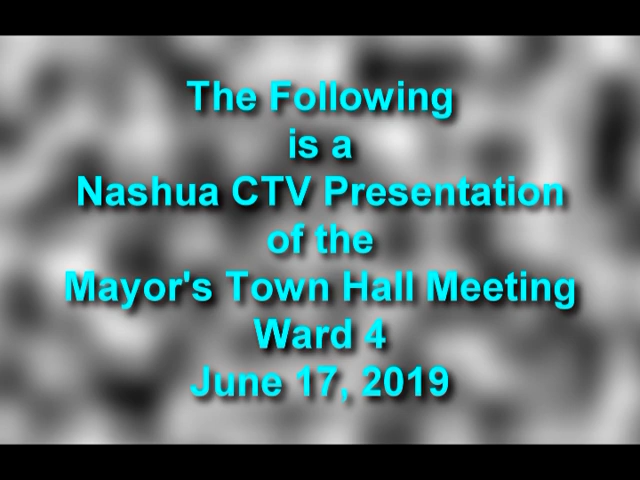 The Following
is a
Nashua CTV Presentation
of the
Mayor's Town Hall Meeting
Ward 4
June 17, 2019